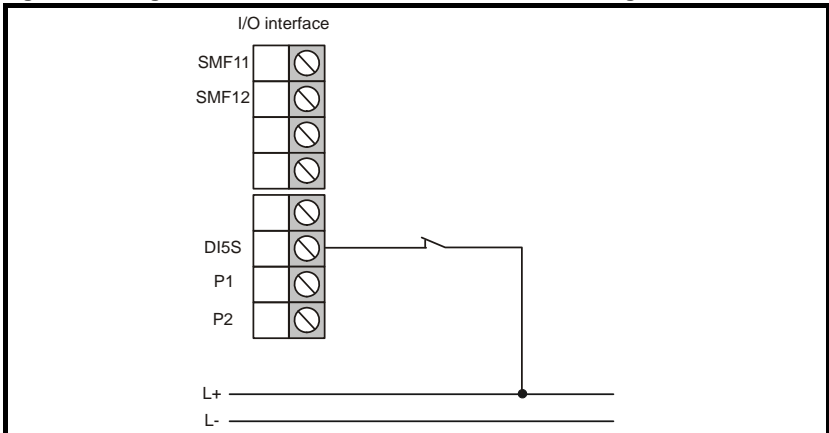 I/O interface
SMF11
SMF12
DI5S
P1
P2
L+
L-